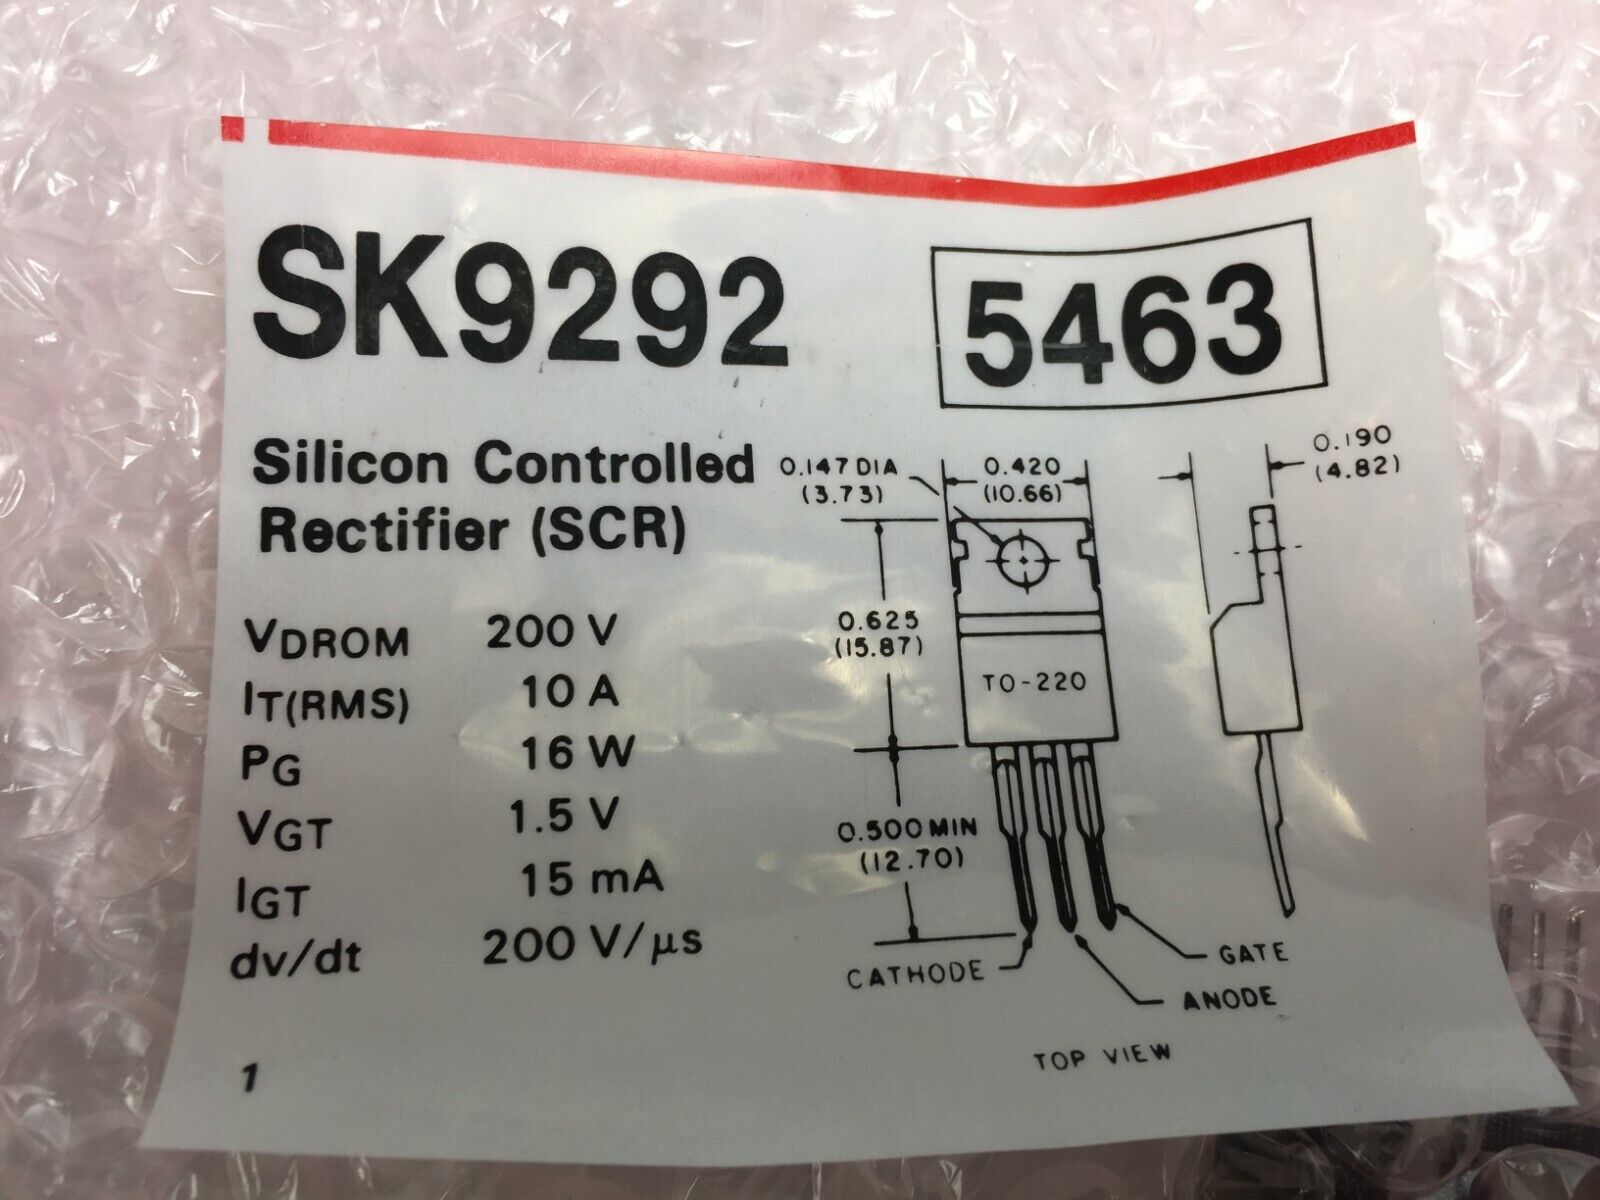 SK9292
5463
Silicon Controlled
Rectifier (SCR)
VDROM 200 V
IT(RMS) 10 A
PG 16 W
VGT 1.5 V
IGT 15 mA
dv/dt 200 V/μs
1
0.147 DIA
(3.73)
0.420
(10.66)
0.190
(4.82)
0.625
(15.87)
TO-220
0.500 MIN
(12.70)
CATHODE
GATE
ANODE
TOP VIEW